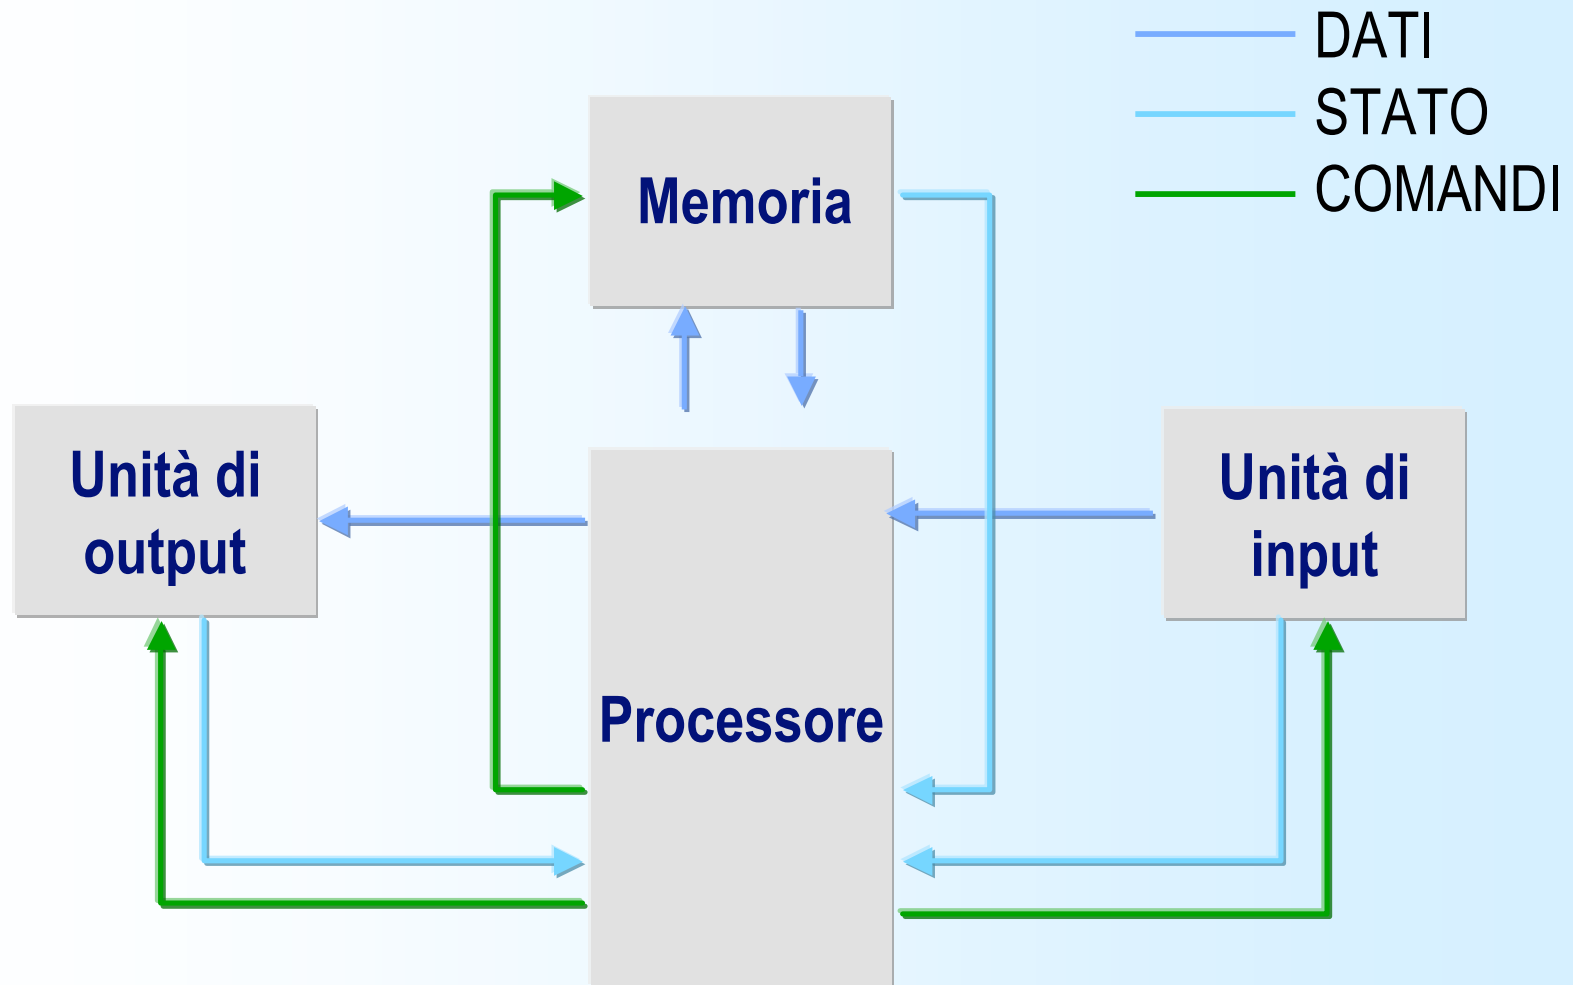 DATI
STATO
COMANDI
Memoria
Unità di
output
Unità di
input
Processore